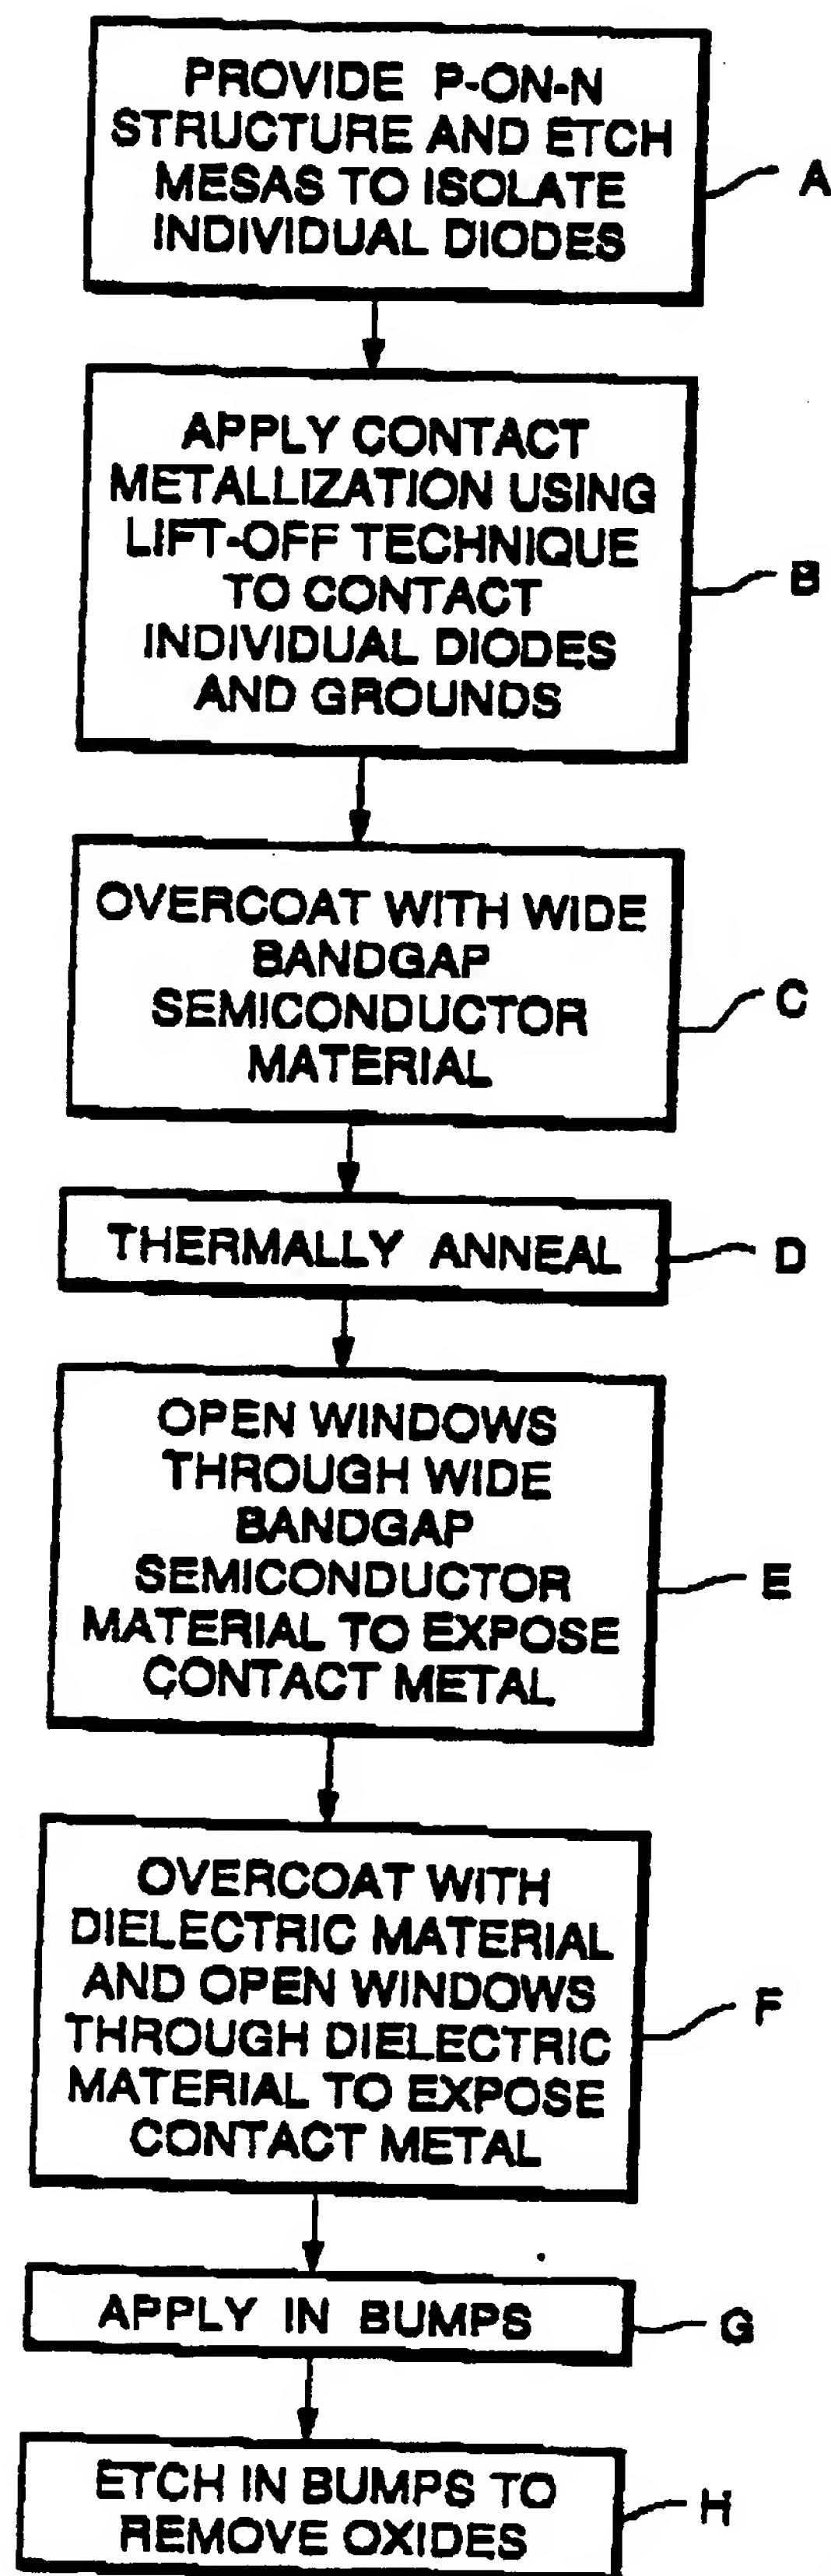 PROVIDE P-ON-N
STRUCTURE AND ETCH
MESAS TO ISOLATE
INDIVIDUAL DIODES
A
APPLY CONTACT
METALLIZATION USING
LIFT-OFF TECHNIQUE
TO CONTACT
INDIVIDUAL DIODES
AND GROUNDS
B
OVERCOAT WITH WIDE
BANDGAP
SEMICONDUCTOR
MATERIAL
C
THERMALLY ANNEAL
D
OPEN WINDOWS
THROUGH WIDE
BANDGAP
SEMICONDUCTOR
MATERIAL TO EXPOSE
CONTACT METAL
E
OVERCOAT WITH
DIELECTRIC MATERIAL
AND OPEN WINDOWS
THROUGH DIELECTRIC
MATERIAL TO EXPOSE
CONTACT METAL
F
APPLY IN BUMPS
G
ETCH IN BUMPS TO
REMOVE OXIDES
H